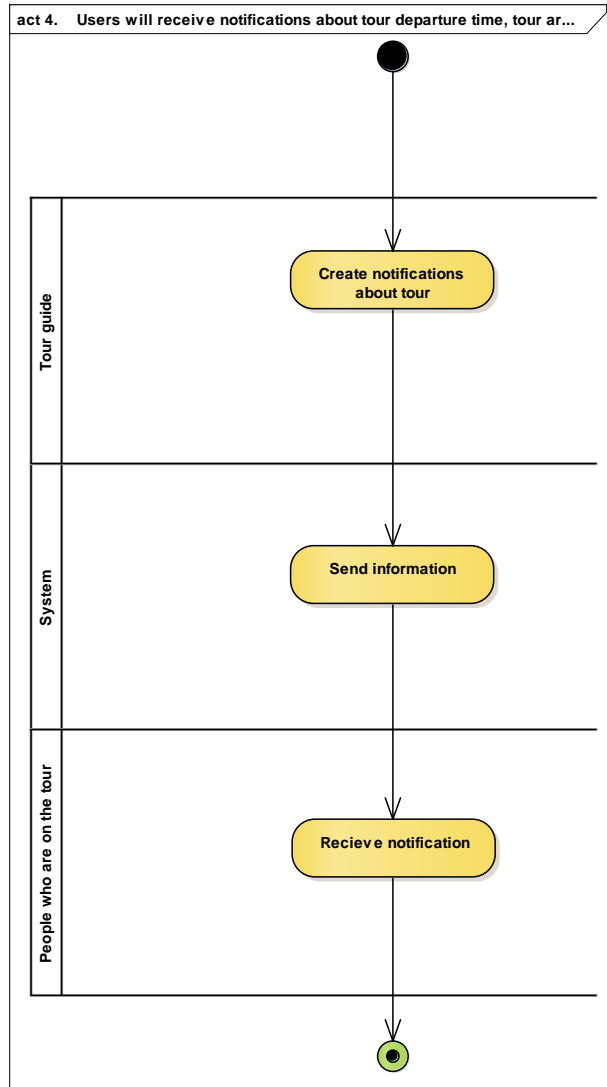 act 4. Users will receive notifications about tour departure time, tour ar...
Tour guide
Create notifications
about tour
System
Send information
People who are on the tour
Recieve notification